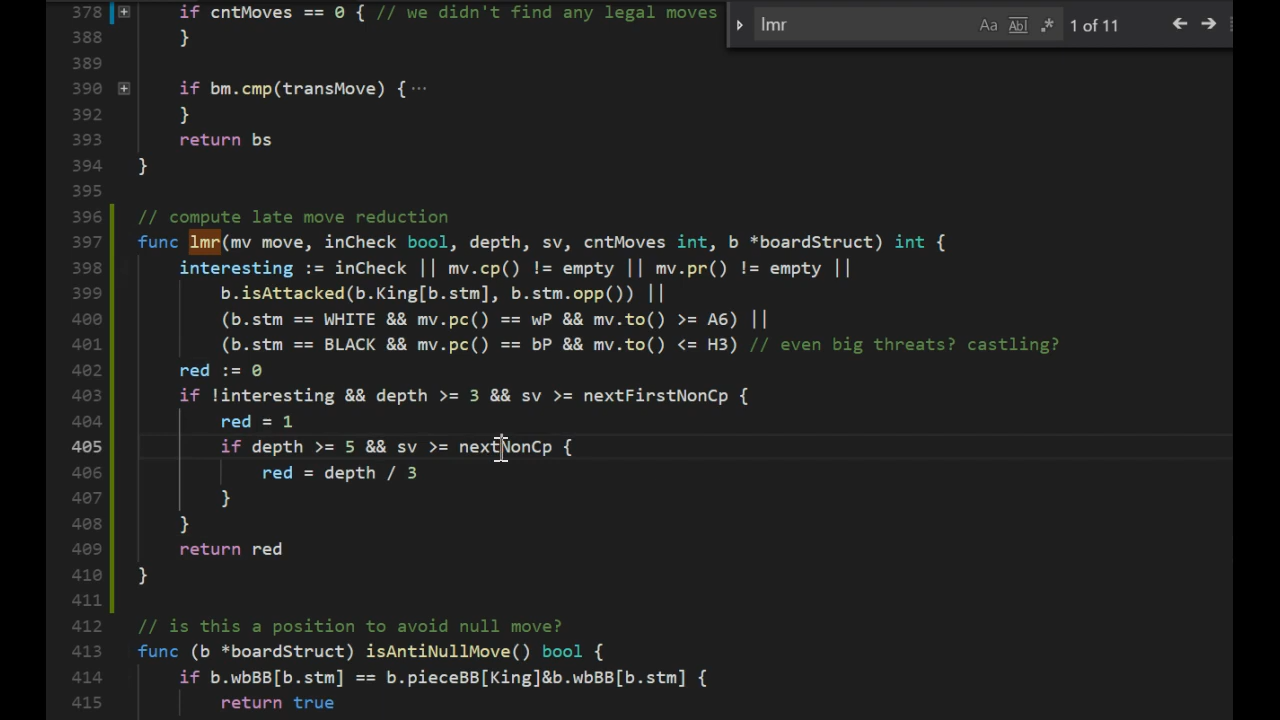 378 if cntMoves == 0 { // we didn't find any legal moves
lmr Aa Abl .* 1 of 11
388 }
389
390 if bm.cmp(transMove) {···
392 }
393 return bs
394 }
395
396 // compute late move reduction
397 func lmr(mv move, inCheck bool, depth, sv, cntMoves int, b *boardStruct) int {
398 interesting := inCheck || mv.cp() != empty || mv.pr() != empty ||
399 b.isAttacked(b.King[b.stm], b.stm.opp()) ||
400 (b.stm == WHITE && mv.pc() == wP && mv.to() >= A6) ||
401 (b.stm == BLACK && mv.pc() == bP && mv.to() <= H3) // even big threats? castling?
402 red := 0
403 if !interesting && depth >= 3 && sv >= nextFirstNonCp {
404 red = 1
405 if depth >= 5 && sv >= nextNonCp {
406 red = depth / 3
407 }
408 }
409 return red
410 }
411
412 // is this a position to avoid null move?
413 func (b *boardStruct) isAntiNullMove() bool {
414 if b.wbBB[b.stm] == b.pieceBB[King]&b.wbBB[b.stm] {
415 return true